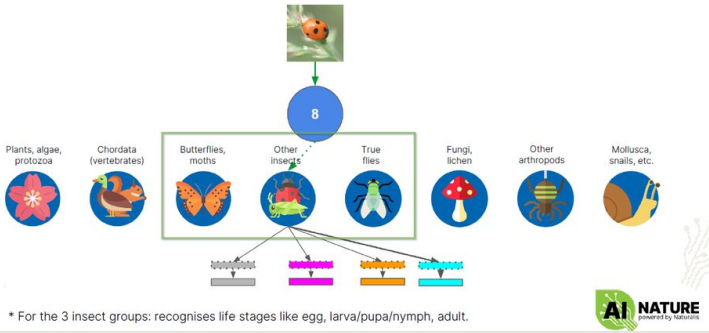 8
Plants, algae,
protozoa
Chordata
(vertebrates)
Butterflies,
moths
Other
insects
True
flies
Fungi,
lichen
Other
arthropods
Mollusca,
snails, etc.
* For the 3 insect groups: recognises life stages like egg, larva/pupa/nymph, adult.
AI NATURE
powered by Naturalis